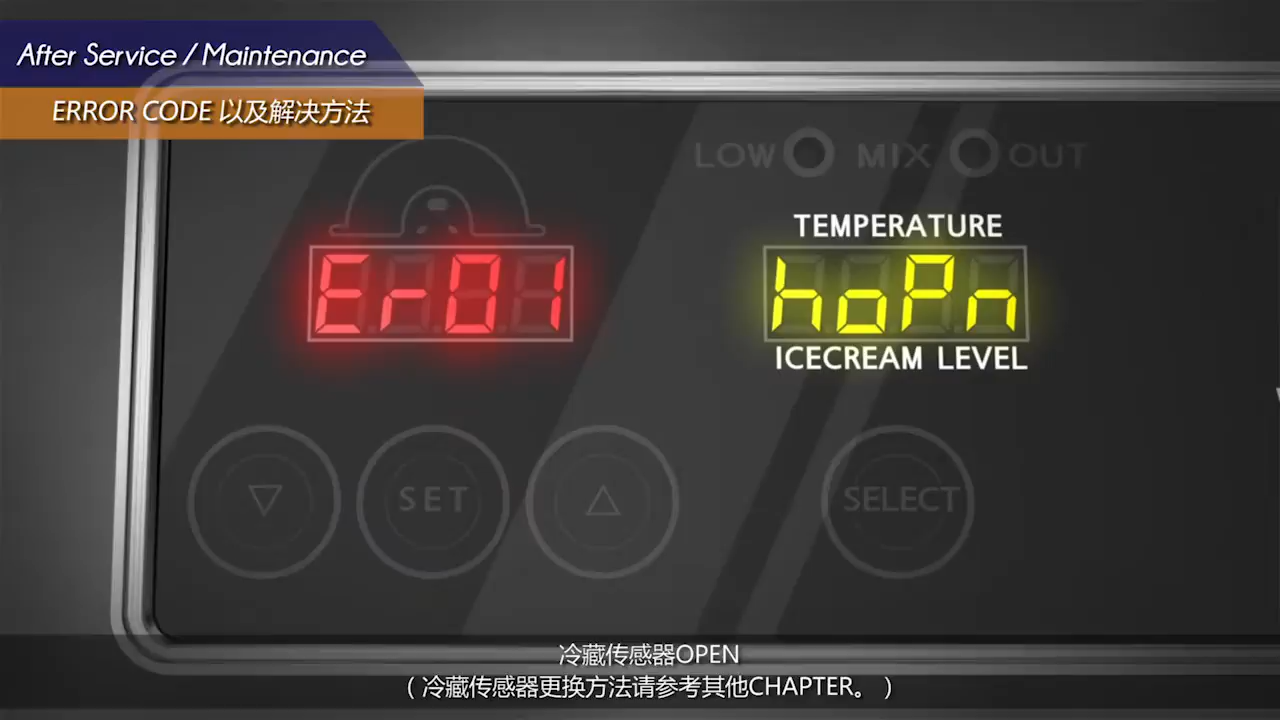 After Service / Maintenance
ERROR CODE 以及解决方法
LOW MIX OUT
TEMPERATURE
Er01
hoPn
ICECREAM LEVEL
SET
SELECT
冷藏传感器OPEN
（ 冷藏传感器更换方法请参考其他CHAPTER。 ）